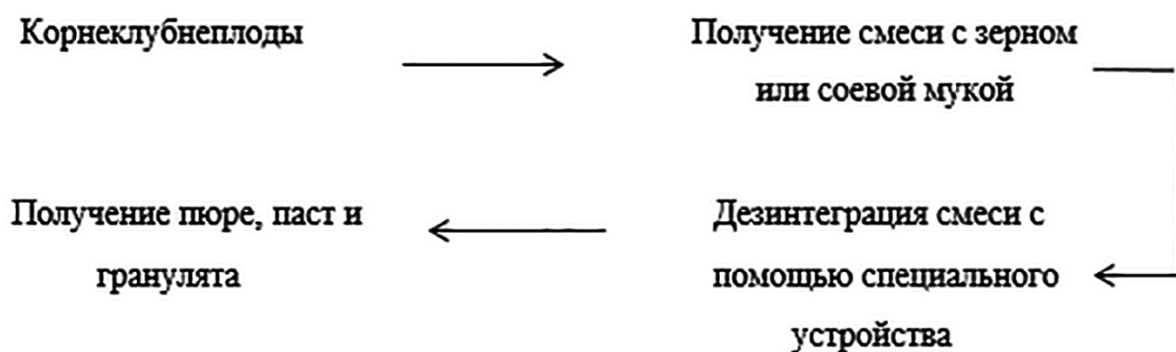 Корнеклубнеплоды
Получение смеси с зерном
или соевой мукой
Дезинтеграция смеси с
помощью специального
устройства
Получение пюре, паст и
гранулята